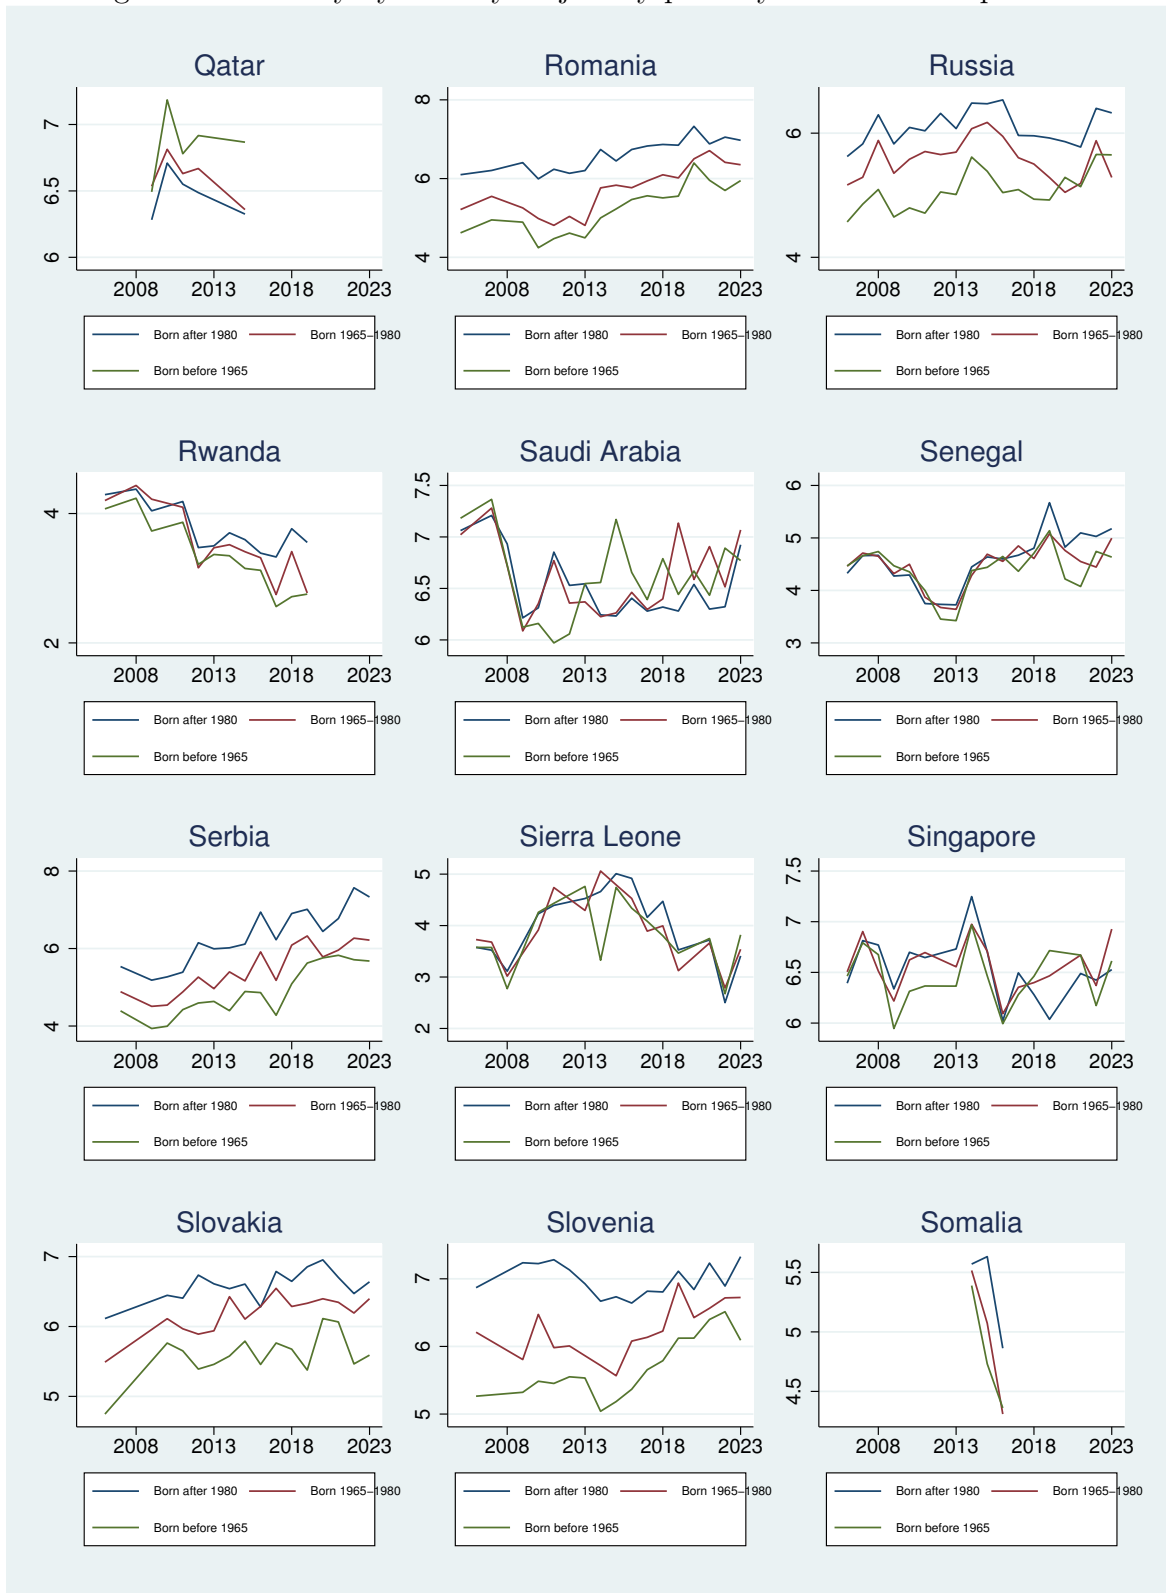 Qatar
7
6.5
6
2008 2013 2018 2023
Born after 1980 Born 1965–1980
Born before 1965
Romania
8
6
4
2008 2013 2018 2023
Born after 1980 Born 1965–1980
Born before 1965
Russia
6
4
2008 2013 2018 2023
Born after 1980 Born 1965–1980
Born before 1965
Rwanda
4
2
2008 2013 2018 2023
Born after 1980 Born 1965–1980
Born before 1965
Saudi Arabia
7.5
7
6.5
6
2008 2013 2018 2023
Born after 1980 Born 1965–1980
Born before 1965
Senegal
6
5
4
3
2008 2013 2018 2023
Born after 1980 Born 1965–1980
Born before 1965
Serbia
8
6
4
2008 2013 2018 2023
Born after 1980 Born 1965–1980
Born before 1965
Sierra Leone
5
4
3
2
2008 2013 2018 2023
Born after 1980 Born 1965–1980
Born before 1965
Singapore
7.5
7
6.5
6
2008 2013 2018 2023
Born after 1980 Born 1965–1980
Born before 1965
Slovakia
7
6
5
2008 2013 2018 2023
Born after 1980 Born 1965–1980
Born before 1965
Slovenia
7
6
5
2008 2013 2018 2023
Born after 1980 Born 1965–1980
Born before 1965
Somalia
5.5
5
4.5
2008 2013 2018 2023
Born after 1980 Born 1965–1980
Born before 1965